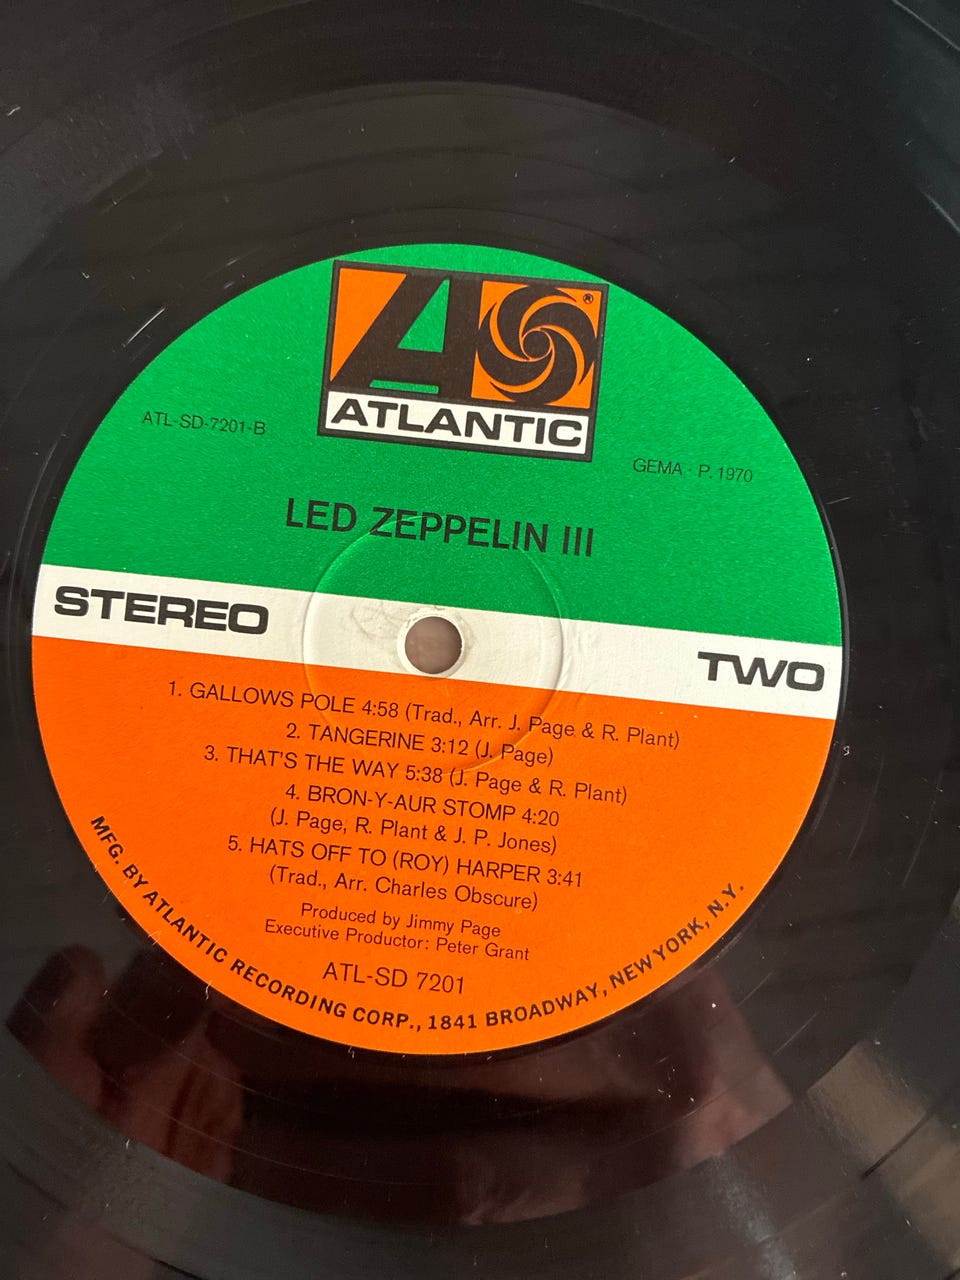 ®
ATLANTIC
ATL-SD-7201-B
GEMA · P. 1970
LED ZEPPELIN III
STEREO
TWO
1. GALLOWS POLE 4:58 (Trad., Arr. J. Page & R. Plant)
2. TANGERINE 3:12 (J. Page)
3. THAT'S THE WAY 5:38 (J. Page & R. Plant)
4. BRON-Y-AUR STOMP 4:20
(J. Page, R. Plant & J. P. Jones)
5. HATS OFF TO (ROY) HARPER 3:41
(Trad., Arr. Charles Obscure)
Produced by Jimmy Page
Executive Productor: Peter Grant
ATL-SD 7201
MFG. BY ATLANTIC RECORDING CORP., 1841 BROADWAY, NEW YORK, N.Y.